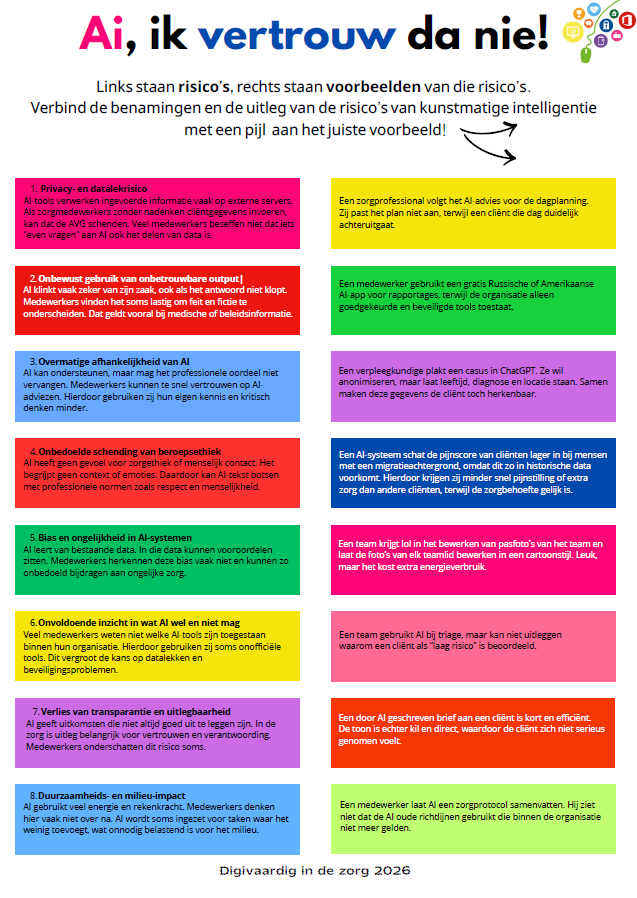 Ai, ik vertrouw da nie!
Links staan risico's, rechts staan voorbeelden van die risico's.
Verbind de benamingen en de uitleg van de risico's van kunstmatige intelligentie
met een pijl aan het juiste voorbeeld!
1. Privacy- en datalekrisico
AI-tools verwerken ingevoerde informatie vaak op externe servers.
Als zorgmedewerkers zonder nadenken cliëntgegevens invoeren,
kan dat de AVG schenden. Veel medewerkers beseffen niet dat iets
"even vragen" aan AI ook het delen van data is.
Een zorgprofessional volgt het AI-advies voor de dagplanning.
Zij past het plan niet aan, terwijl een cliënt die dag duidelijk
achteruitgaat.
2.Onbewust gebruik van onbetrouwbare output|
AI klinkt vaak zeker van zijn zaak, ook als het antwoord niet klopt.
Medewerkers vinden het soms lastig om feit en fictie te
onderscheiden. Dat geldt vooral bij medische of beleidsinformatie.
Een medewerker gebruikt een gratis Russische of Amerikaanse
AI-app voor rapportages, terwijl de organisatie alleen
goedgekeurde en beveiligde tools toestaat.
3.Overmatige afhankelijkheid van AI
AI kan ondersteunen, maar mag het professionele oordeel niet
vervangen. Medewerkers kunnen te snel vertrouwen op AI-
adviezen. Hierdoor gebruiken zij hun eigen kennis en kritisch
denken minder.
Een verpleegkundige plakt een casus in ChatGPT. Ze wil
anonimiseren, maar laat leeftijd, diagnose en locatie staan. Samen
maken deze gegevens de cliënt toch herkenbaar.
4.Onbedoelde schending van beroepsethiek
AI heeft geen gevoel voor zorgethiek of menselijk contact. Het
begrijpt geen context of emoties. Daardoor kan AI-tekst botsen
met professionele normen zoals respect en menselijkheid.
Een AI-systeem schat de pijnscore van cliënten lager in bij mensen
met een migratieachtergrond, omdat dit zo in historische data
voorkomt. Hierdoor krijgen zij minder snel pijnstilling of extra
zorg dan andere cliënten, terwijl de zorgbehoefte gelijk is.
5.Bias en ongelijkheid in AI-systemen
AI leert van bestaande data. In die data kunnen vooroordelen
zitten. Medewerkers herkennen deze bias vaak niet en kunnen zo
onbedoeld bijdragen aan ongelijke zorg.
Een team krijgt lol in het bewerken van pasfoto's van het team en
laat de foto's van elk teamlid bewerken in een cartoonstijl. Leuk,
maar het kost extra energieverbruik.
6.Onvoldoende inzicht in wat AI wel en niet mag
Veel medewerkers weten niet welke AI-tools zijn toegestaan
binnen hun organisatie. Hierdoor gebruiken zij soms onofficiële
tools. Dit vergroot de kans op datalekken en
beveiligingsproblemen.
Een team gebruikt AI bij triage, maar kan niet uitleggen
waarom een cliënt als "laag risico" is beoordeeld.
7.Verlies van transparantie en uitlegbaarheid
AI geeft uitkomsten die niet altijd goed uit te leggen zijn. In de
zorg is uitleg belangrijk voor vertrouwen en verantwoording.
Medewerkers onderschatten dit risico soms.
Een door AI geschreven brief aan een cliënt is kort en efficiënt.
De toon is echter kil en direct, waardoor de cliënt zich niet serieus
genomen voelt.
8.Duurzaamheids- en milieu-impact
AI gebruikt veel energie en rekenkracht. Medewerkers denken
hier vaak niet over na. AI wordt soms ingezet voor taken waar het
weinig toevoegt, wat onnodig belastend is voor het milieu.
Een medewerker laat AI een zorgprotocol samenvatten. Hij ziet
niet dat de AI oude richtlijnen gebruikt die binnen de organisatie
niet meer gelden.
Digivaardig in de zorg 2026